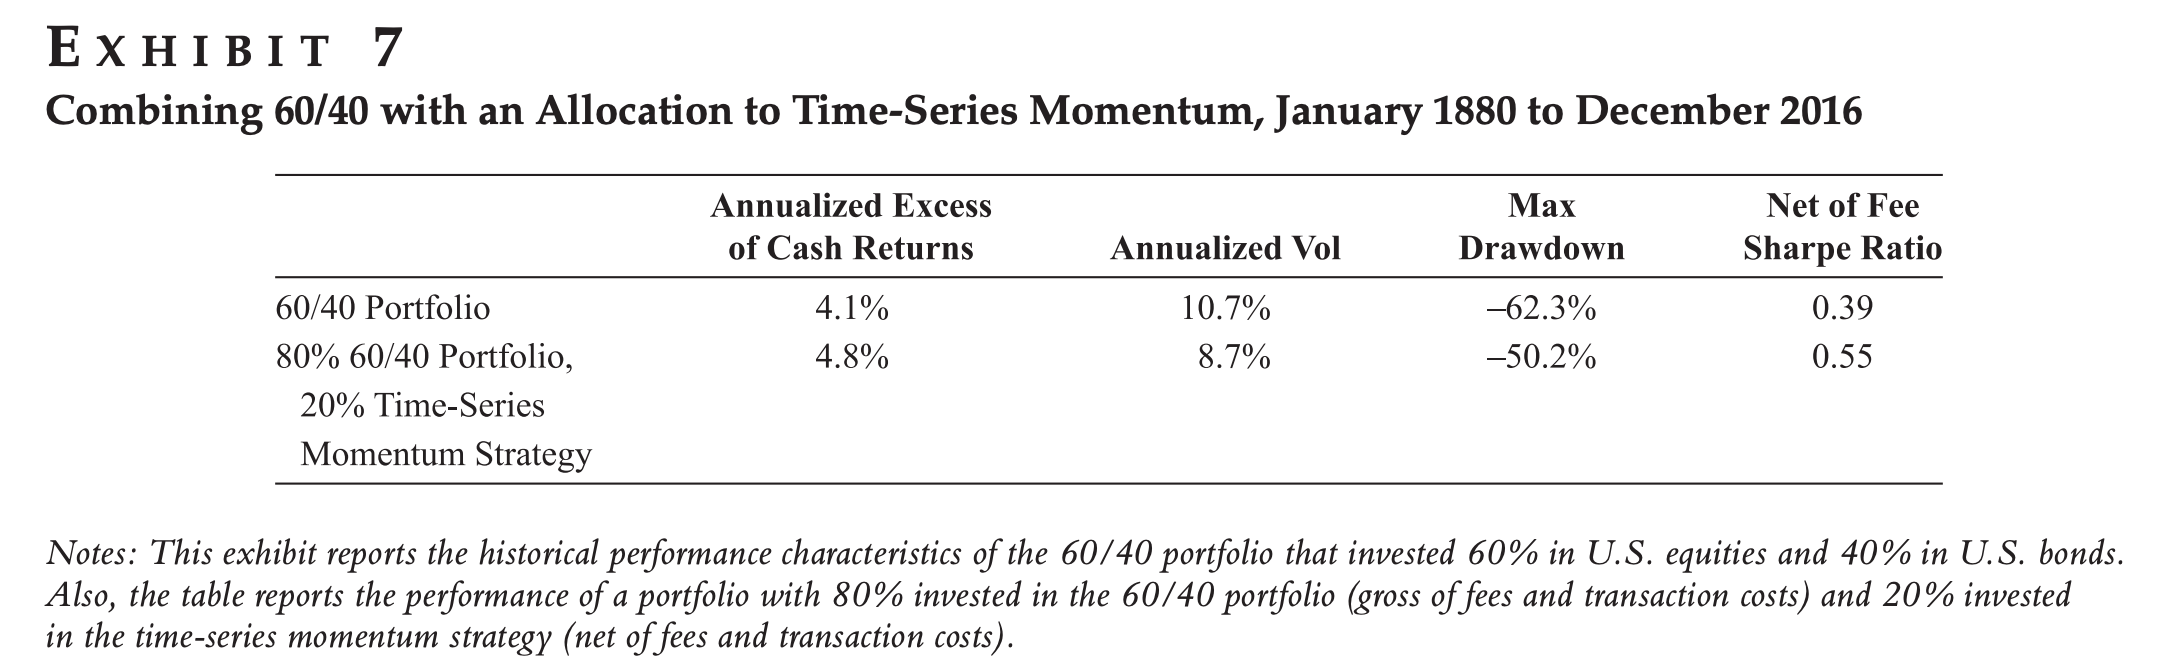 EXHIBIT 7
Combining 60/40 with an Allocation to Time-Series Momentum, January 1880 to December 2016
Annualized Excess of Cash Returns Annualized Vol Max Drawdown Net of Fee Sharpe Ratio
60/40 Portfolio 4.1% 10.7% –62.3% 0.39
80% 60/40 Portfolio, 4.8% 8.7% –50.2% 0.55
20% Time-Series
Momentum Strategy
Notes: This exhibit reports the historical performance characteristics of the 60/40 portfolio that invested 60% in U.S. equities and 40% in U.S. bonds.
Also, the table reports the performance of a portfolio with 80% invested in the 60/40 portfolio (gross of fees and transaction costs) and 20% invested
in the time-series momentum strategy (net of fees and transaction costs).